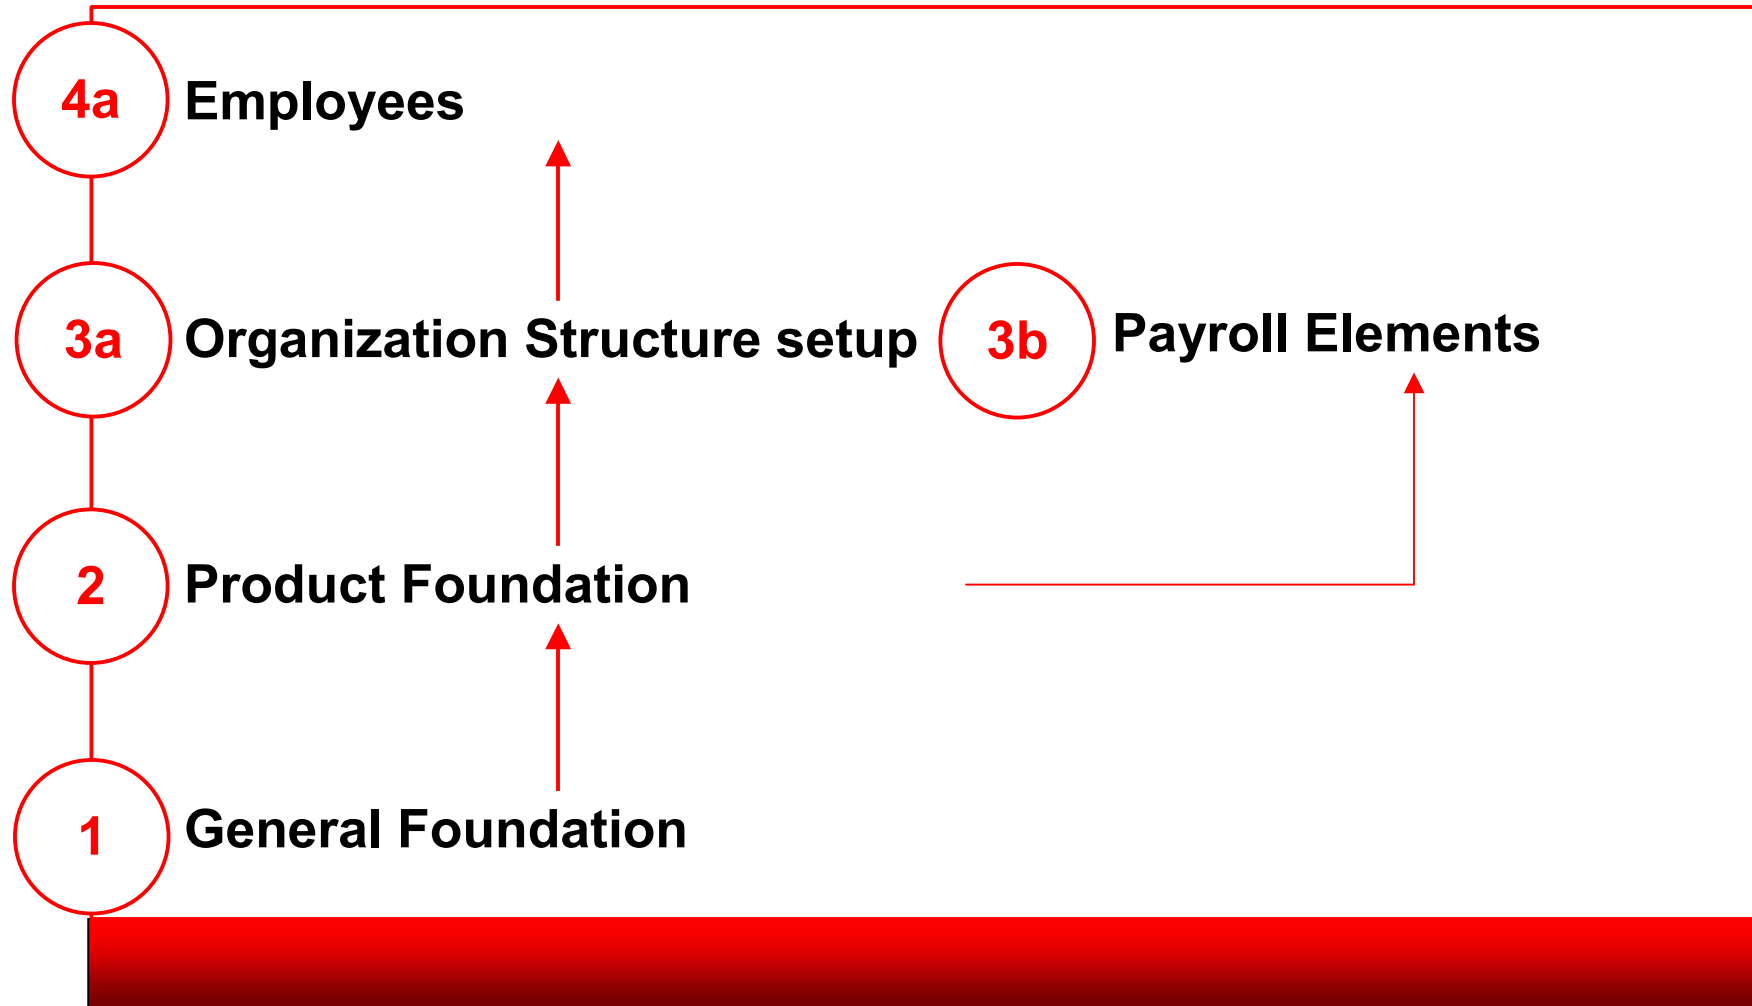 4a Employees
3a Organization Structure setup 3b Payroll Elements
2 Product Foundation
1 General Foundation